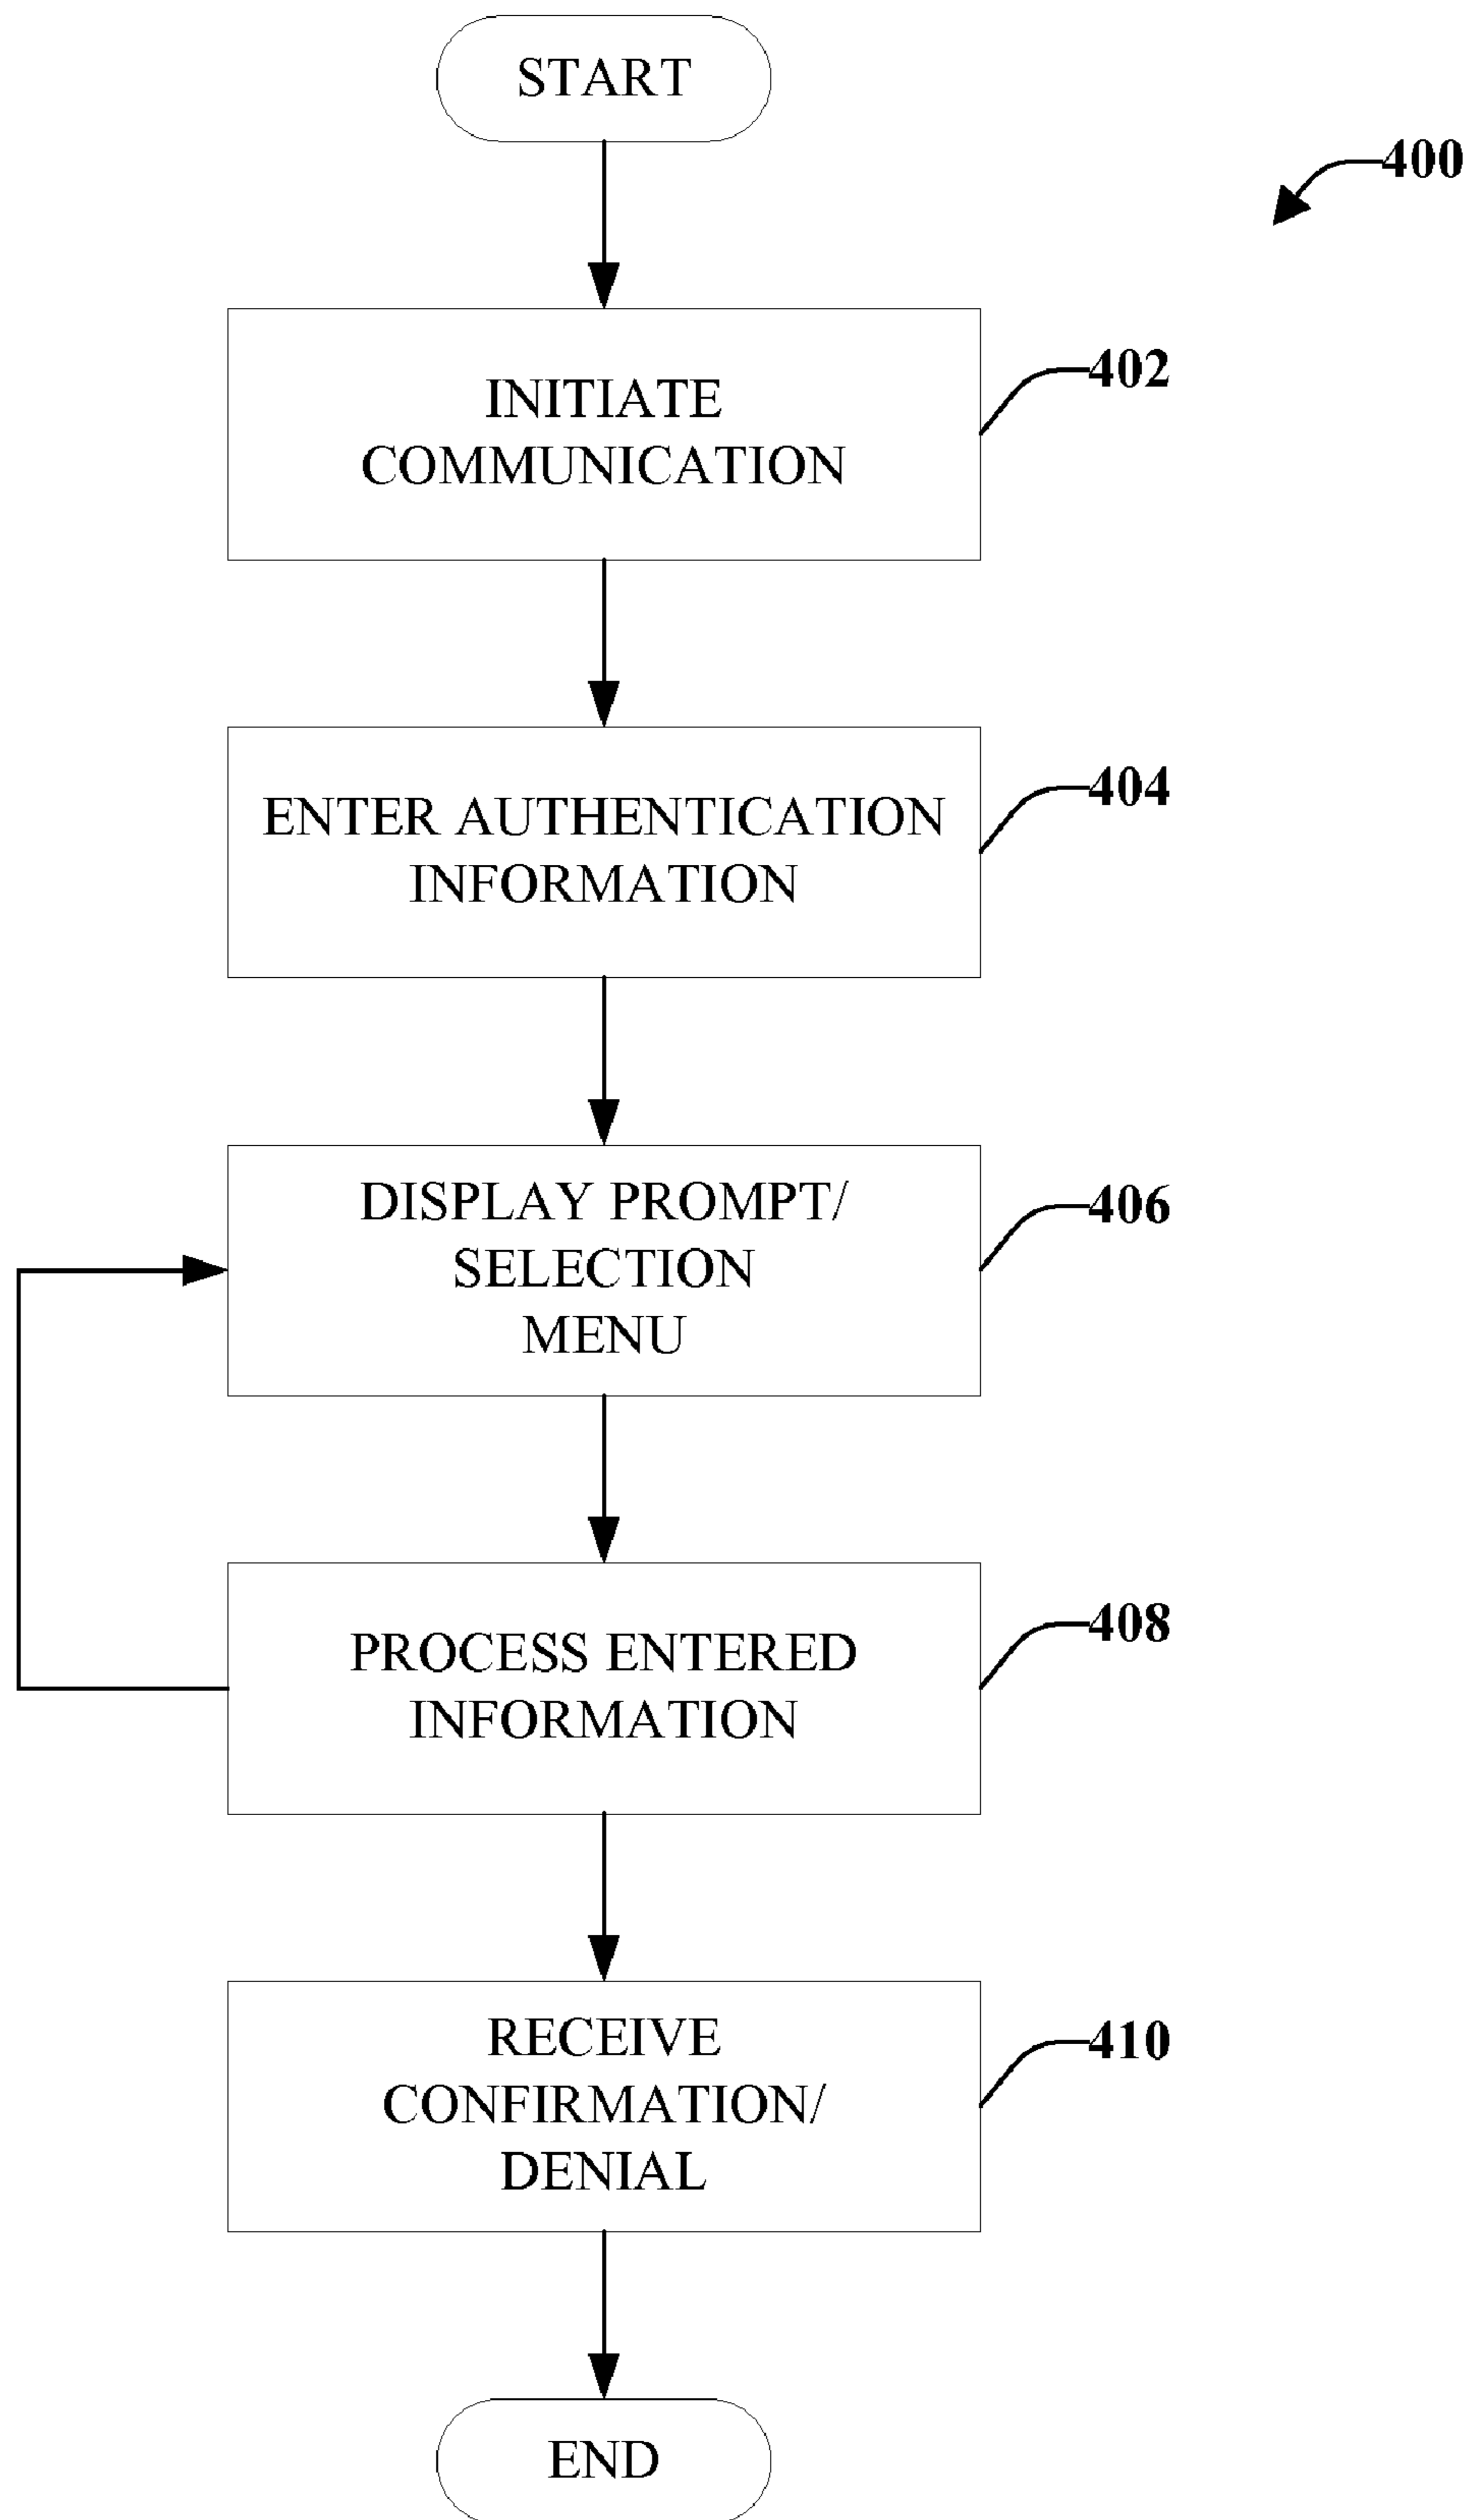 START
400
INITIATE
COMMUNICATION
402
ENTER AUTHENTICATION
INFORMATION
404
DISPLAY PROMPT/
SELECTION
MENU
406
PROCESS ENTERED
INFORMATION
408
RECEIVE
CONFIRMATION/
DENIAL
410
END